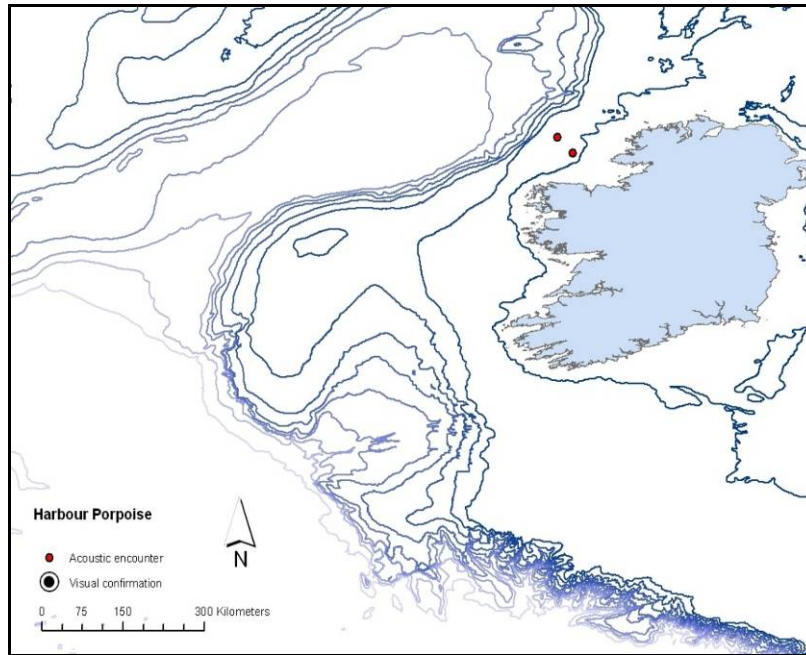 Harbour Porpoise
Acoustic encounter
Visual confirmation
0 75 150 300 Kilometers
N